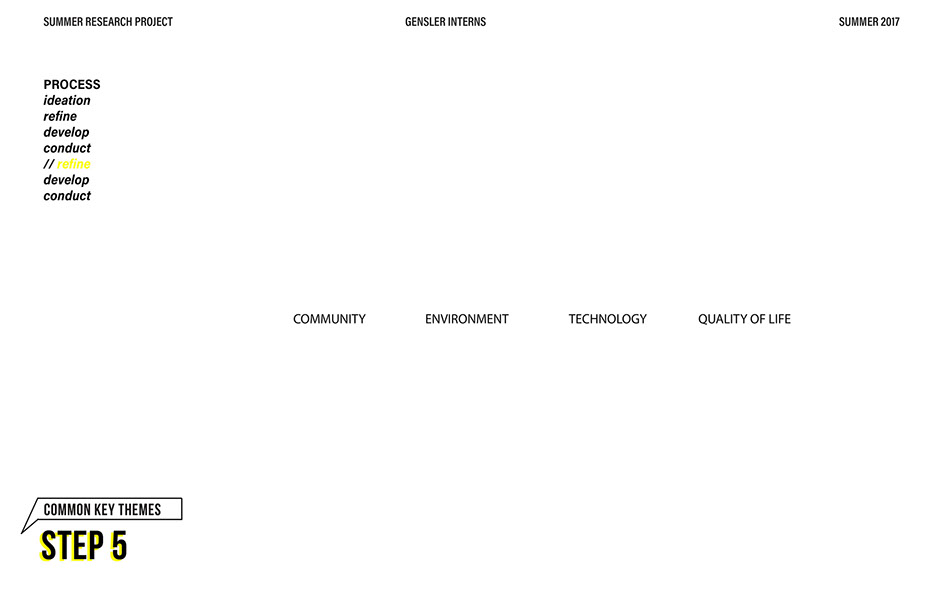 SUMMER RESEARCH PROJECT
GENSLER INTERNS
SUMMER 2017
PROCESS
ideation
refine
develop
conduct
// refine
develop
conduct
COMMUNITY
ENVIRONMENT
TECHNOLOGY
QUALITY OF LIFE
COMMON KEY THEMES
STEP 5